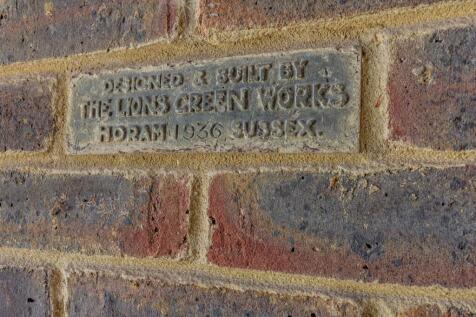 DESIGNED & BUILT BY
THE LIONS GREEN WORKS
HORAM 1936 SUSSEX.